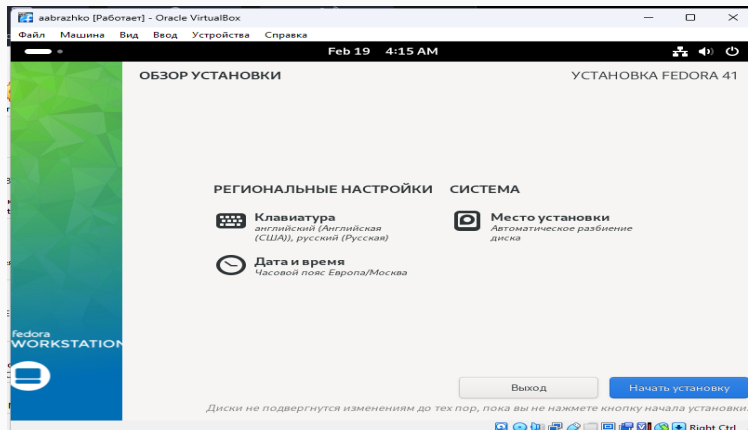 aabrazhko [Работает] - Oracle VirtualBox
Файл Машина Вид Ввод Устройства Справка
Feb 19 4:15 AM
ОБЗОР УСТАНОВКИ
УСТАНОВКА FEDORA 41
РЕГИОНАЛЬНЫЕ НАСТРОЙКИ
Клавиатура
английский (Английская
(США)), русский (Русская)
Дата и время
Часовой пояс Европа/Москва
СИСТЕМА
Место установки
Автоматическое разбиение
диска
fedora
WORKSTATION
Выход
Начать установку
Диски не подвергнутся изменениям до тех пор, пока вы не нажмете кнопку начала установки.
Right Ctrl